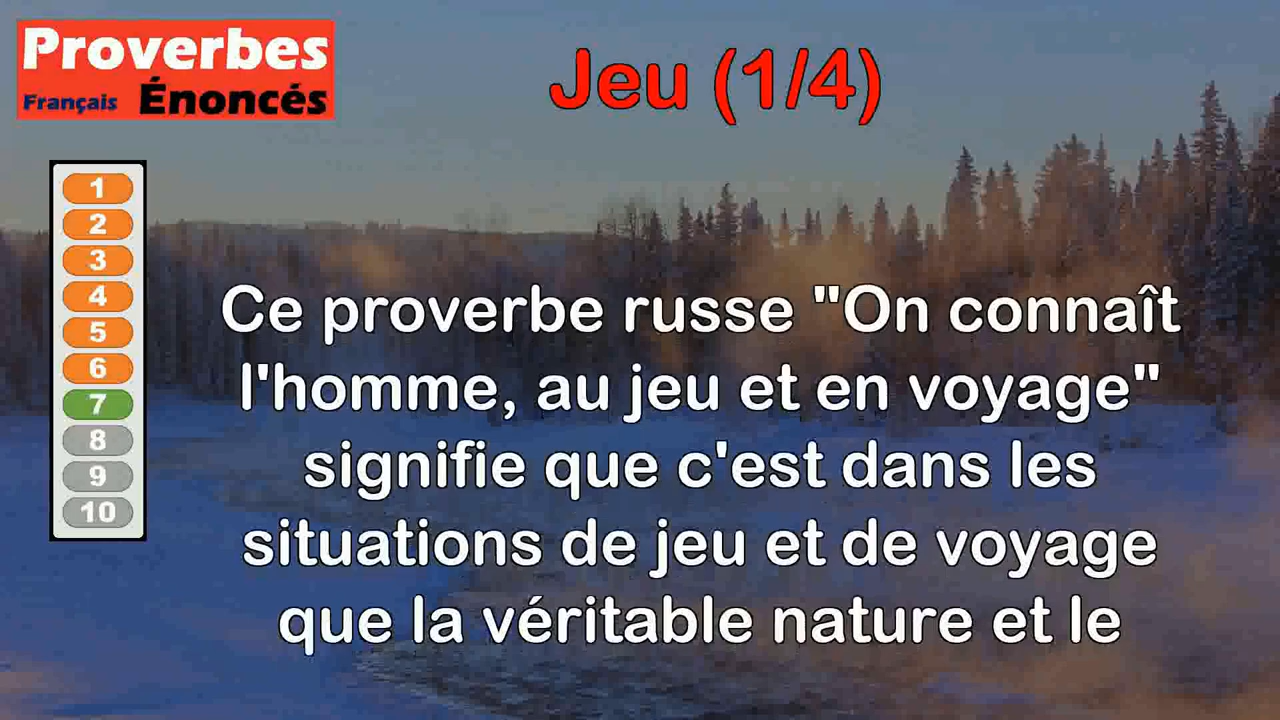 Proverbes
Français Énoncés
Jeu (1/4)
1
2
3
4
5
6
7
8
9
10
Ce proverbe russe "On connaît
l'homme, au jeu et en voyage"
signifie que c'est dans les
situations de jeu et de voyage
que la véritable nature et le